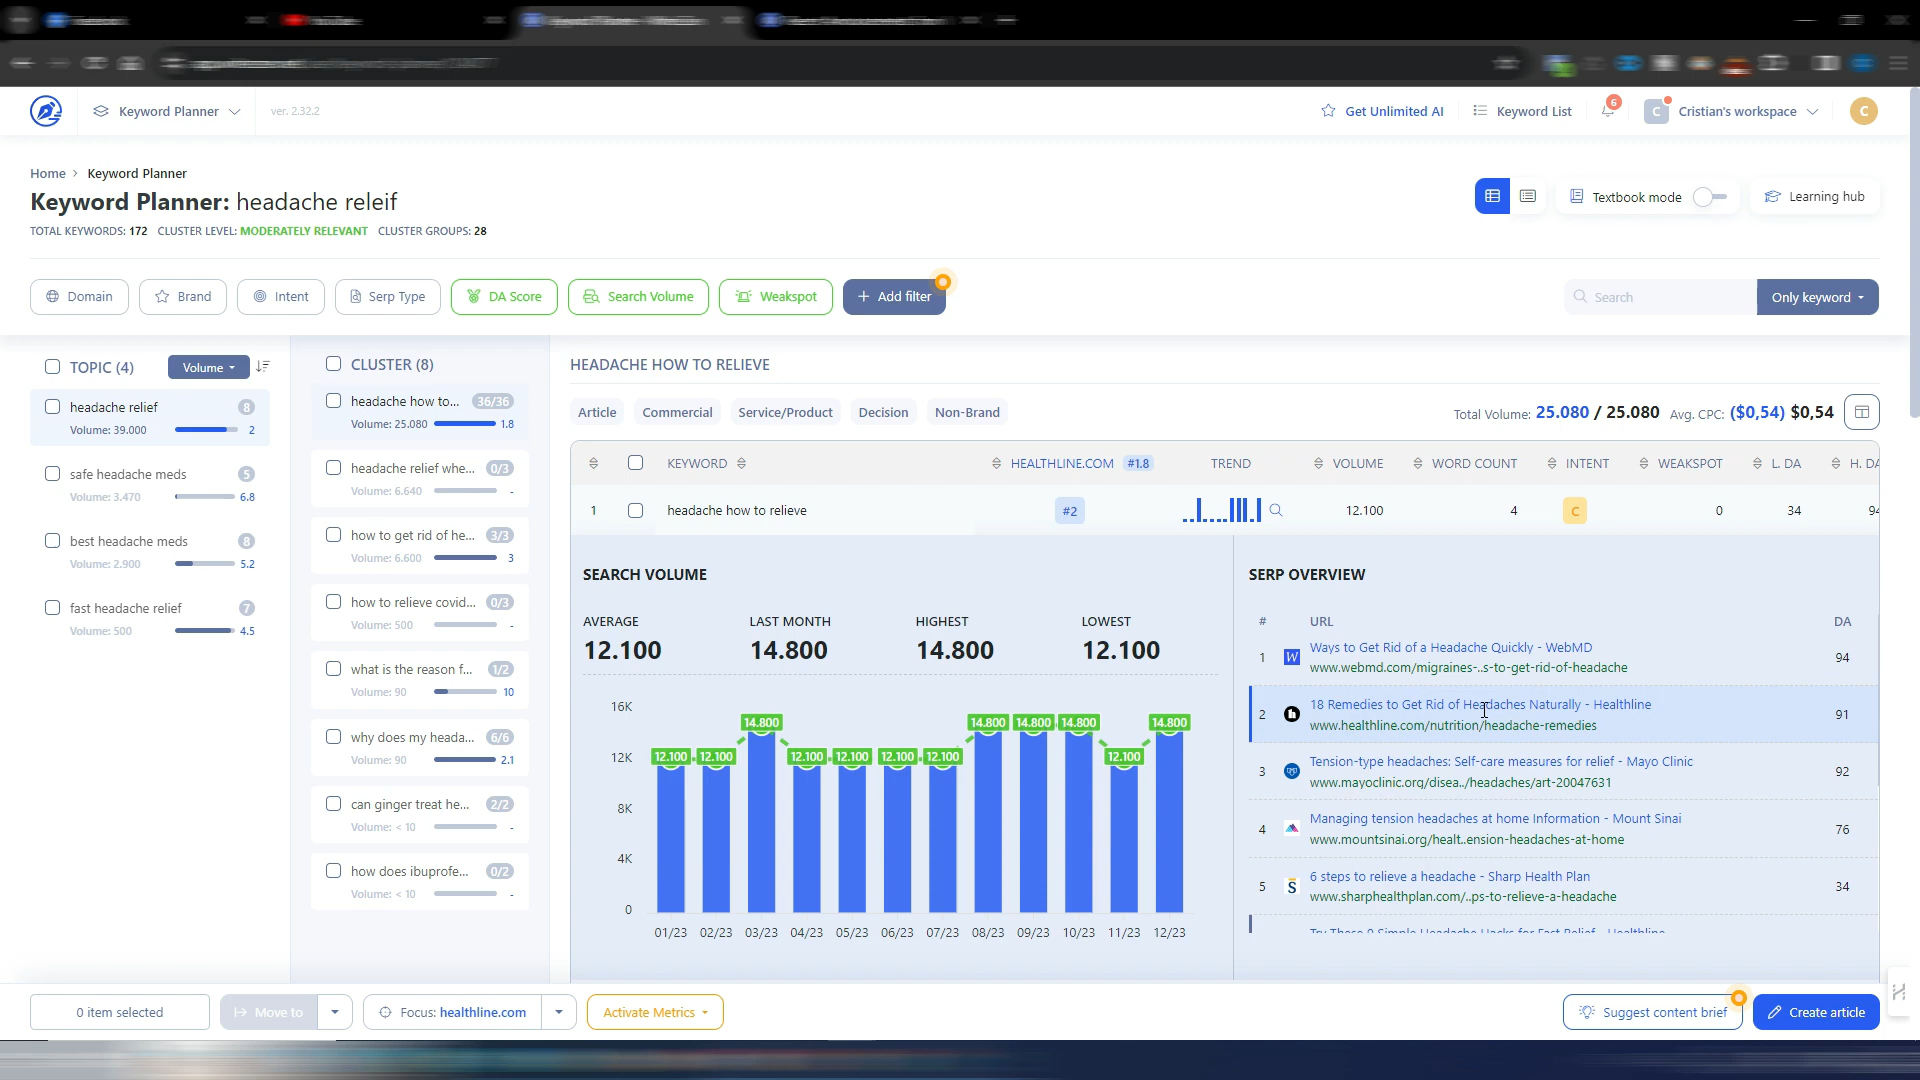 Keyword Planner
ver. 2.32.2
Get Unlimited AI
Keyword List
6
C
Cristian's workspace
C
Home > Keyword Planner
Keyword Planner: headache releif
TOTAL KEYWORDS: 172 CLUSTER LEVEL: MODERATELY RELEVANT CLUSTER GROUPS: 28
Textbook mode
Learning hub
Domain
Brand
Intent
Serp Type
DA Score
Search Volume
Weakspot
+ Add filter
Search
Only keyword
TOPIC (4)
Volume
headache relief 8
Volume: 39.000 2
safe headache meds 5
Volume: 3.470 6.8
best headache meds 8
Volume: 2.900 5.2
fast headache relief 7
Volume: 500 4.5
CLUSTER (8)
headache how to... 36/36
Volume: 25.080 1.8
headache relief whe... 0/3
Volume: 6.640 -
how to get rid of he... 3/3
Volume: 6.600 3
how to relieve covid... 0/3
Volume: 500 -
what is the reason f... 1/2
Volume: 90 10
why does my heada... 6/6
Volume: 90 2.1
can ginger treat he... 2/2
Volume: < 10 -
how does ibuprofe... 0/2
Volume: < 10 -
HEADACHE HOW TO RELIEVE
Article
Commercial
Service/Product
Decision
Non-Brand
Total Volume: 25.080 / 25.080 Avg. CPC: ($0,54) $0,54
KEYWORD HEALTHLINE.COM #1.8 TREND VOLUME WORD COUNT INTENT WEAKSPOT L. DA H. DA
1 headache how to relieve #2 12.100 4 C 0 34 94
SEARCH VOLUME
AVERAGE LAST MONTH HIGHEST LOWEST
12.100 14.800 14.800 12.100
16K
12K
8K
4K
0
12.100 12.100 14.800 12.100 12.100 12.100 12.100 14.800 14.800 14.800 12.100 14.800
01/23 02/23 03/23 04/23 05/23 06/23 07/23 08/23 09/23 10/23 11/23 12/23
SERP OVERVIEW
# URL DA
1 W Ways to Get Rid of a Headache Quickly - WebMD 94
www.webmd.com/migraines-..s-to-get-rid-of-headache
2 h 18 Remedies to Get Rid of Headaches Naturally - Healthline 91
www.healthline.com/nutrition/headache-remedies
3 Tension-type headaches: Self-care measures for relief - Mayo Clinic 92
www.mayoclinic.org/disea../headaches/art-20047631
4 Managing tension headaches at home Information - Mount Sinai 76
www.mountsinai.org/healt..ension-headaches-at-home
5 S 6 steps to relieve a headache - Sharp Health Plan 34
www.sharphealthplan.com/..ps-to-relieve-a-headache
Try These 9 Simple Headache Hacks for Fast Relief - Healthline
0 item selected
Move to
Focus: healthline.com
Activate Metrics
Suggest content brief
Create article